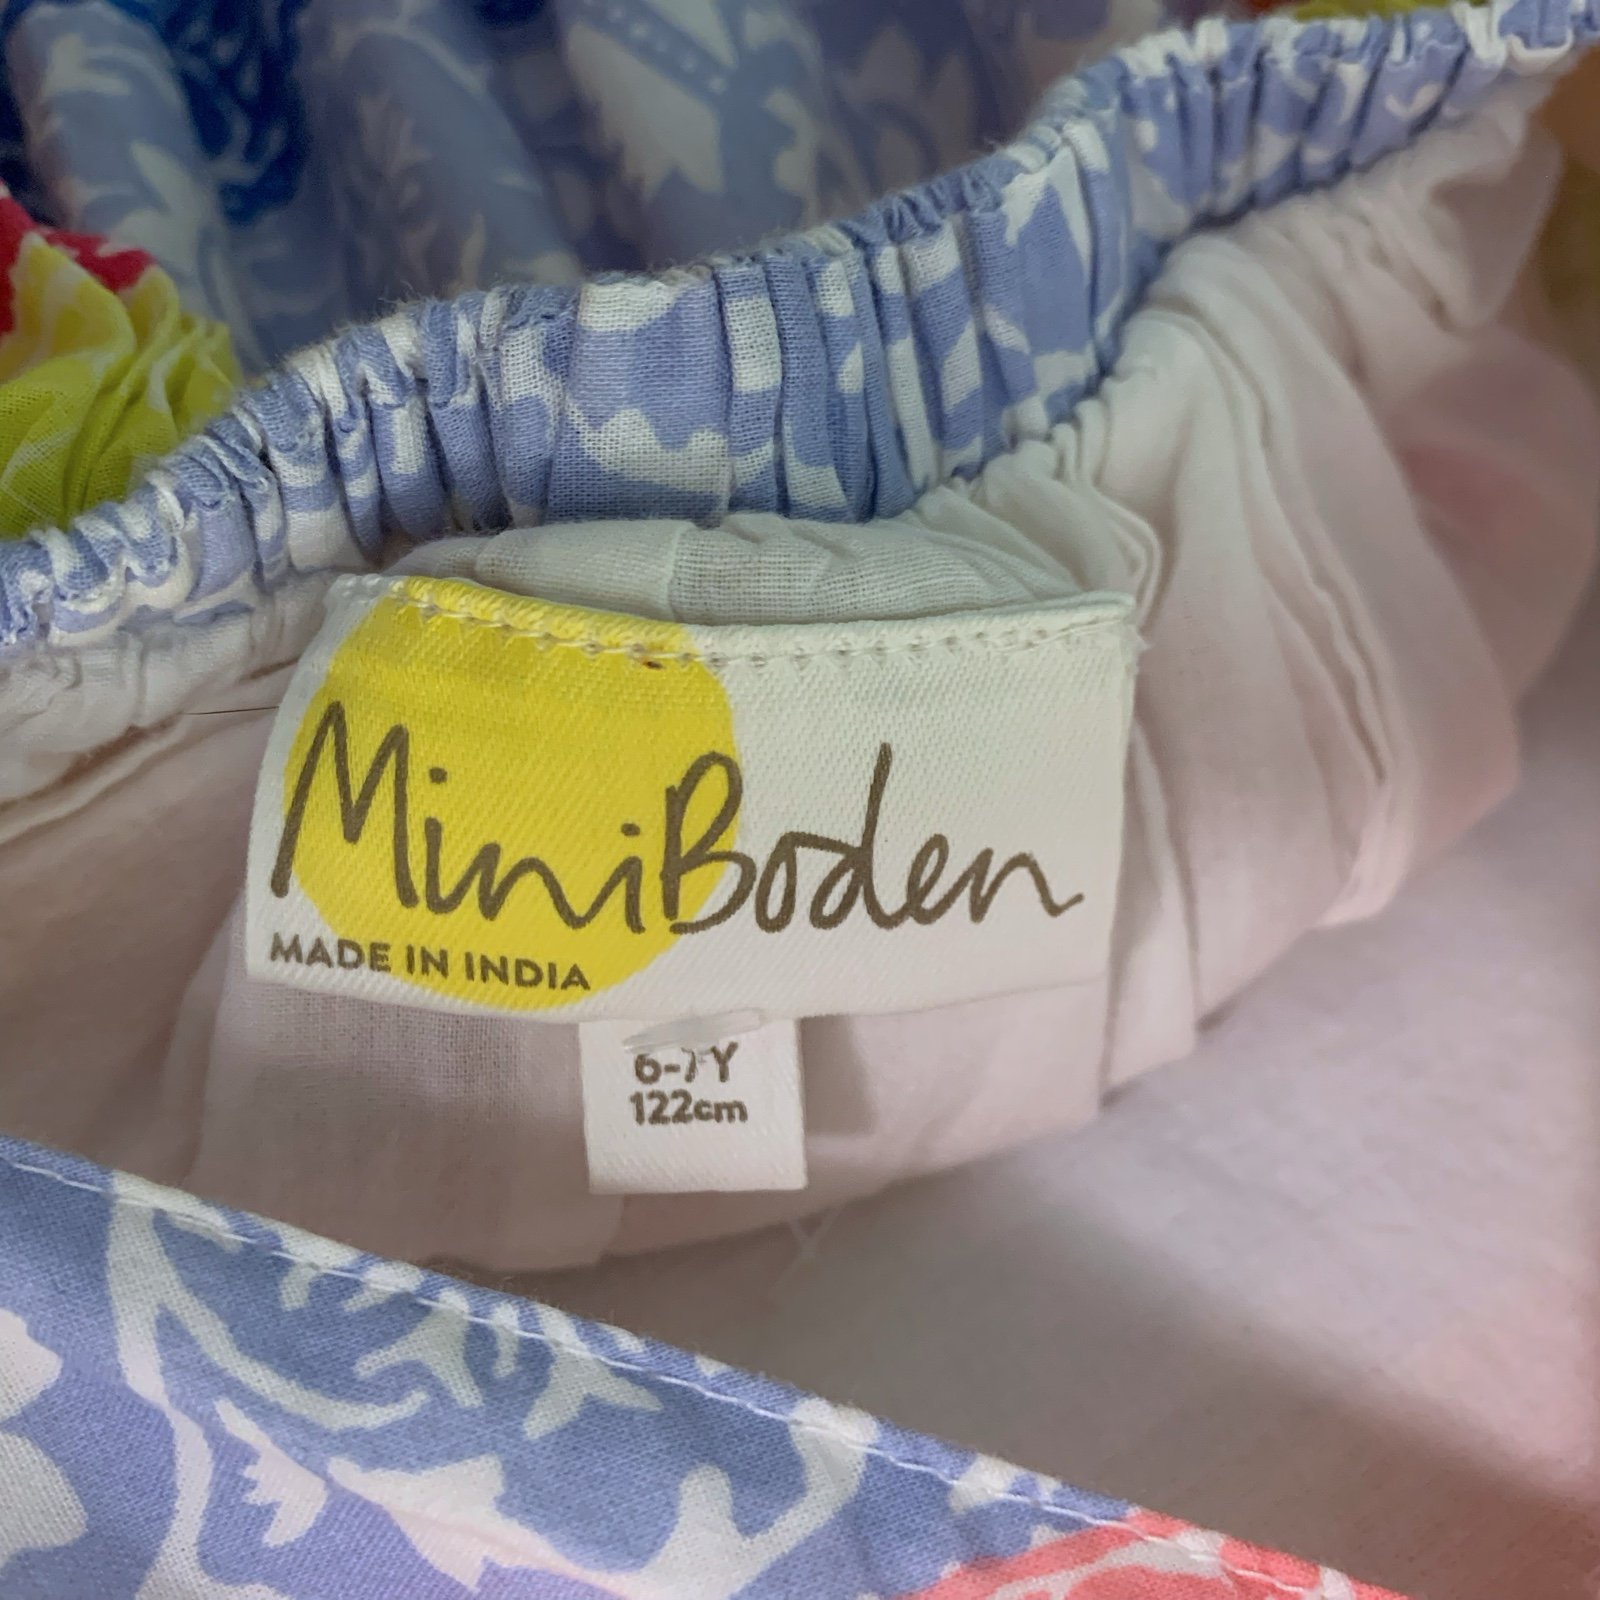 MiniBoden
MADE IN INDIA
6-7Y
122cm